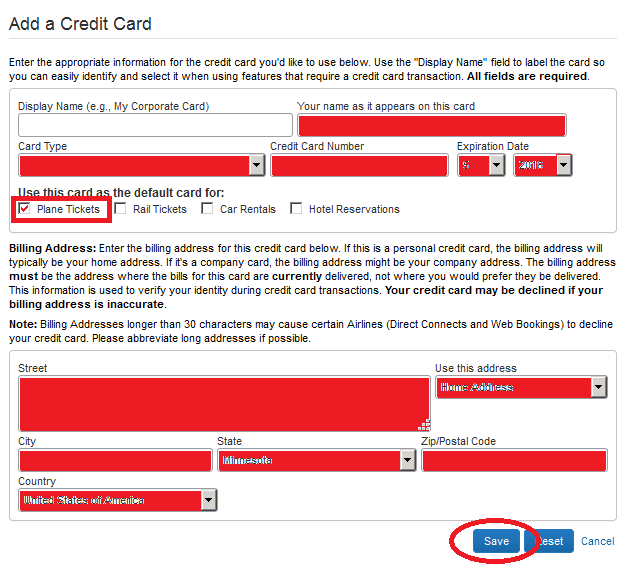 Add a Credit Card
Enter the appropriate information for the credit card you'd like to use below. Use the "Display Name" field to label the card so
you can easily identify and select it when using features that require a credit card transaction. All fields are required.
Display Name (e.g., My Corporate Card) Your name as it appears on this card
Card Type Credit Card Number Expiration Date
2016
Use this card as the default card for:
Plane Tickets Rail Tickets Car Rentals Hotel Reservations
Billing Address: Enter the billing address for this credit card below. If this is a personal credit card, the billing address will
typically be your home address. If it's a company card, the billing address might be your company address. The billing address
must be the address where the bills for this card are currently delivered, not where you would prefer they be delivered.
This information is used to verify your identity during credit card transactions. Your credit card may be declined if your
billing address is inaccurate.
Note: Billing Addresses longer than 30 characters may cause certain Airlines (Direct Connects and Web Bookings) to decline
your credit card. Please abbreviate long addresses if possible.
Street Use this address
Home Address
City State Zip/Postal Code
Minnesota
Country
United States of America
Save Reset Cancel